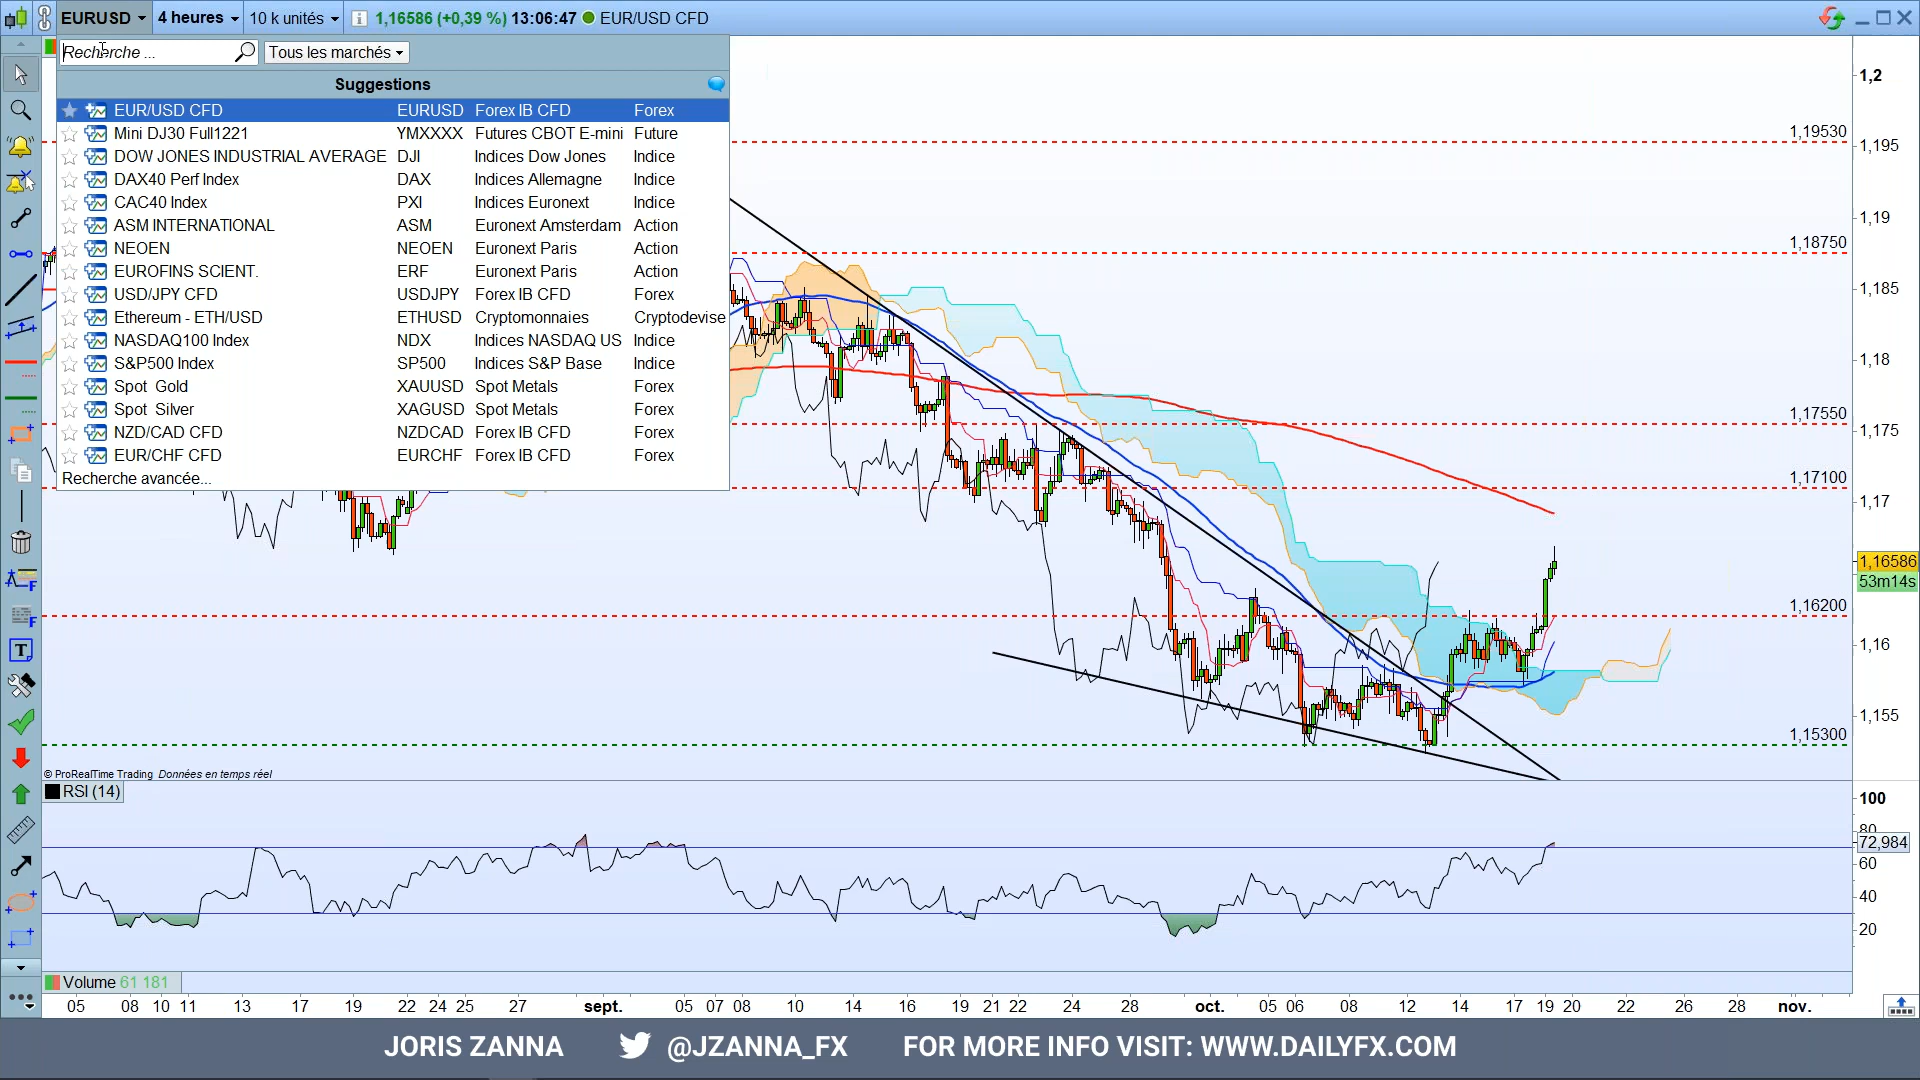 EURUSD 4 heures 10 k unités 1,16586 (+0,39 %) 13:06:47 EUR/USD CFD
Recherche ... Tous les marchés
Suggestions
EUR/USD CFD EURUSD Forex IB CFD Forex
Mini DJ30 Full1221 YMXXXX Futures CBOT E-mini Future
DOW JONES INDUSTRIAL AVERAGE DJI Indices Dow Jones Indice
DAX40 Perf Index DAX Indices Allemagne Indice
CAC40 Index PXI Indices Euronext Indice
ASM INTERNATIONAL ASM Euronext Amsterdam Action
NEOEN NEOEN Euronext Paris Action
EUROFINS SCIENT. ERF Euronext Paris Action
USD/JPY CFD USDJPY Forex IB CFD Forex
Ethereum - ETH/USD ETHUSD Cryptomonnaies Cryptodevise
NASDAQ100 Index NDX Indices NASDAQ US Indice
S&P500 Index SP500 Indices S&P Base Indice
Spot Gold XAUUSD Spot Metals Forex
Spot Silver XAGUSD Spot Metals Forex
NZD/CAD CFD NZDCAD Forex IB CFD Forex
EUR/CHF CFD EURCHF Forex IB CFD Forex
Recherche avancée...
1,2
1,19530
1,195
1,19
1,18750
1,185
1,18
1,17550
1,175
1,17100
1,17
1,16586
53m14s
1,16200
1,16
1,155
1,15300
© ProRealTime Trading Données en temps réel
RSI (14)
100
80
72,984
60
40
20
Volume 61 181
05 08 10 11 13 17 19 22 24 25 27 sept. 05 07 08 10 14 16 19 21 22 24 28 oct. 05 06 08 12 14 17 19 20 22 26 28 nov.
F
F
T
JORIS ZANNA @JZANNA_FX FOR MORE INFO VISIT: WWW.DAILYFX.COM